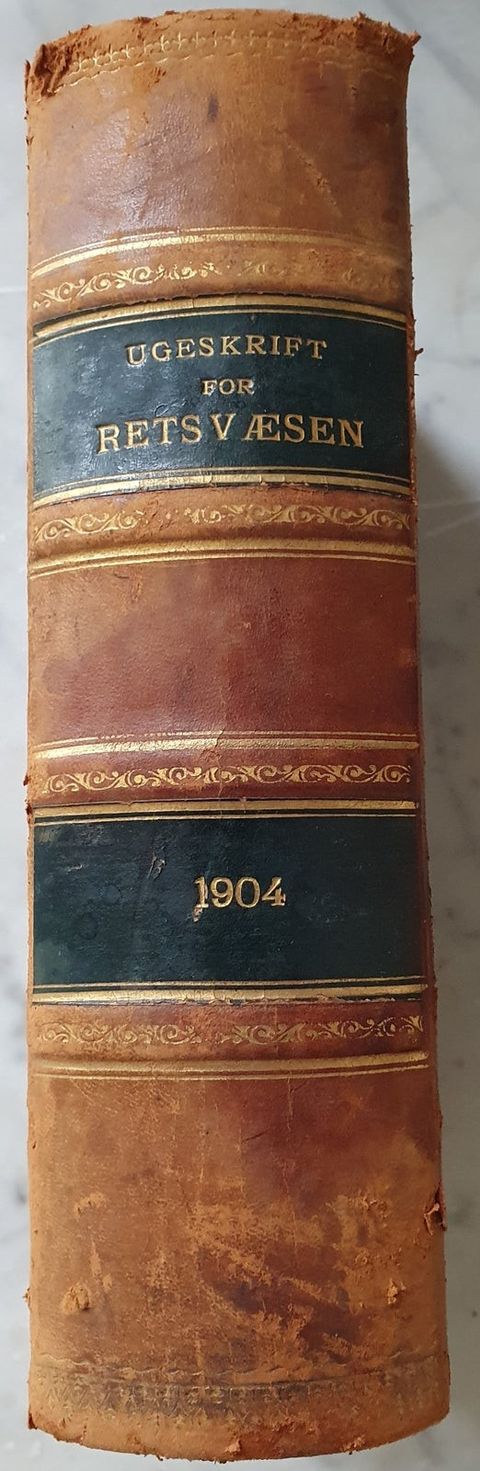 UGESKRIFT
FOR
RETSVÆSEN
1904